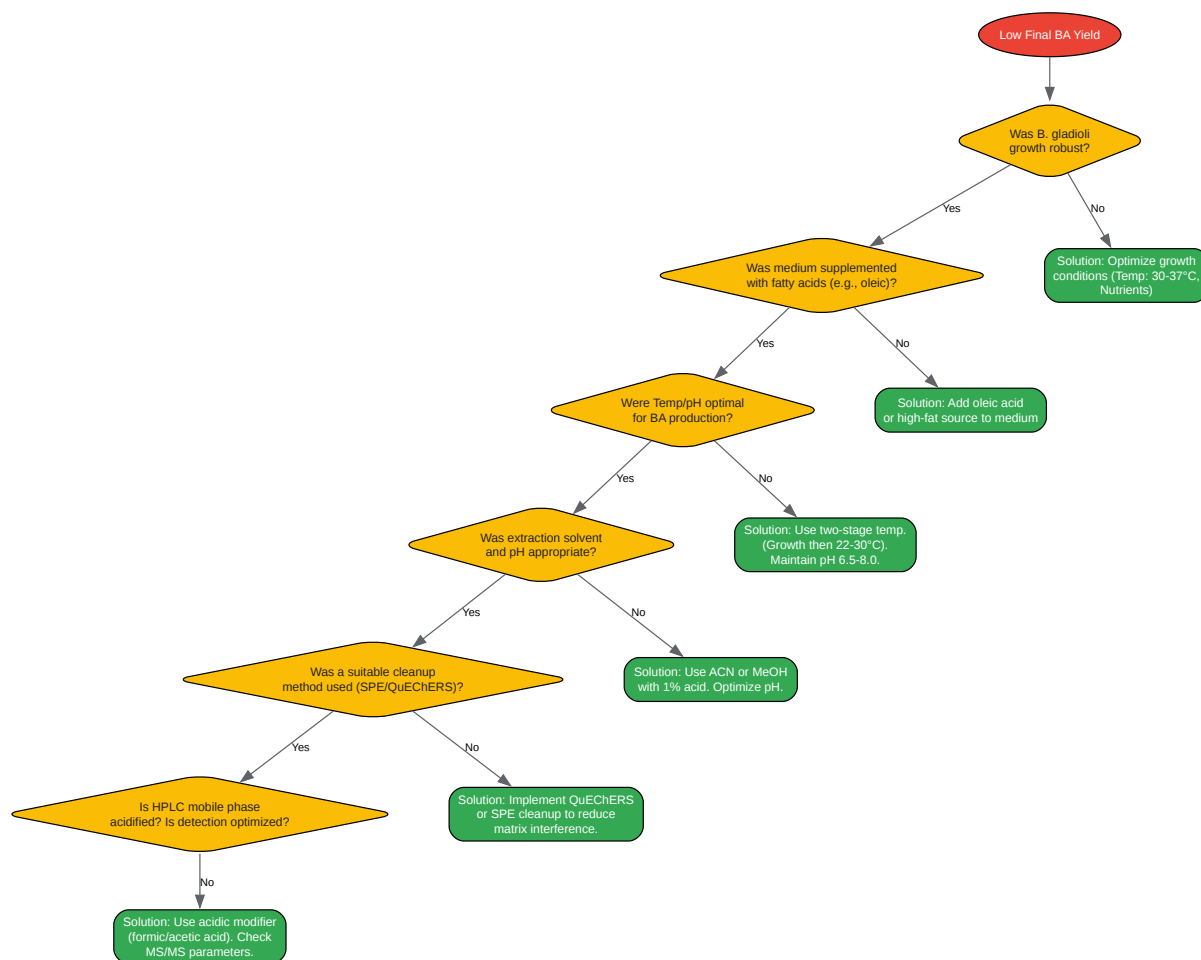 Low Final BA Yield
Was B. gladioli
growth robust?
Yes
No
Was medium supplemented
with fatty acids (e.g., oleic)?
Solution: Optimize growth
conditions (Temp: 30-37°C,
Nutrients)
Yes
No
Were Temp/pH optimal
for BA production?
Solution: Add oleic acid
or high-fat source to medium
Yes
No
Was extraction solvent
and pH appropriate?
Solution: Use two-stage temp.
(Growth then 22-30°C).
Maintain pH 6.5-8.0.
Yes
No
Was a suitable cleanup
method used (SPE/QuEChERS)?
Solution: Use ACN or MeOH
with 1% acid. Optimize pH.
Yes
No
Is HPLC mobile phase
acidified? Is detection optimized?
Solution: Implement QuEChERS
or SPE cleanup to reduce
matrix interference.
No
Solution: Use acidic modifier
(formic/acetic acid). Check
MS/MS parameters.